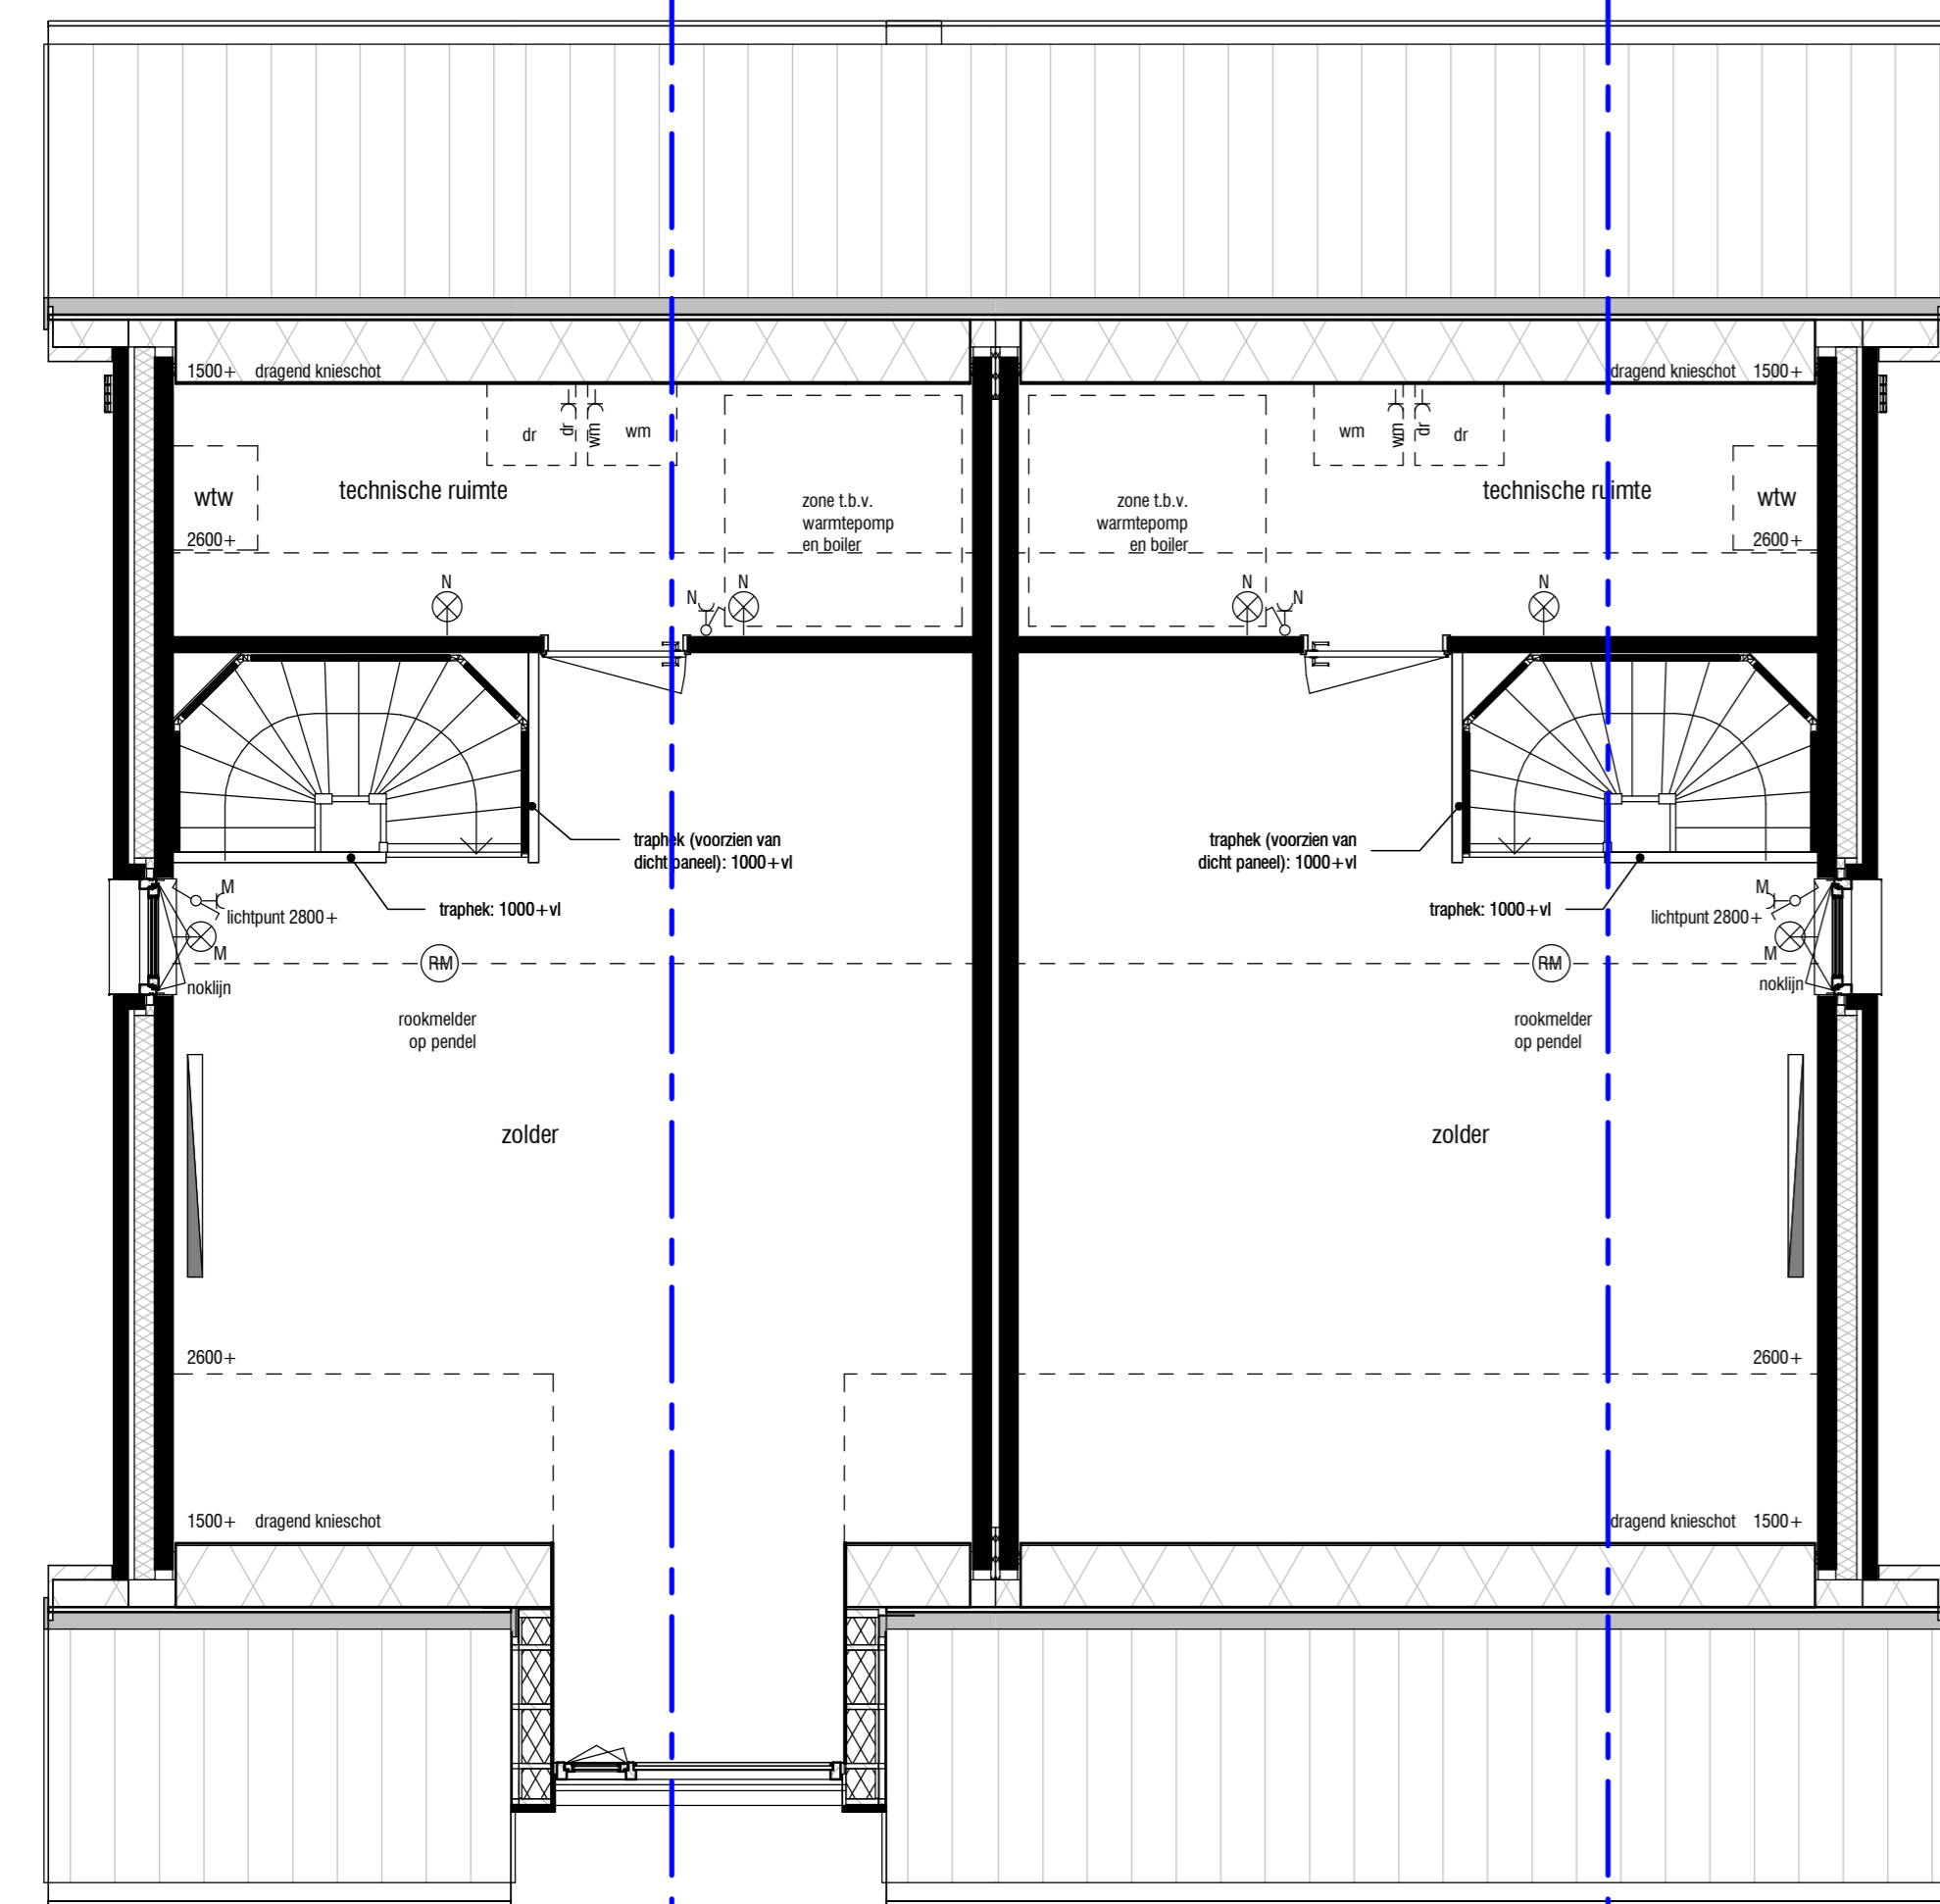 1500+ dragend knieschot
dragend knieschot 1500+
dr
dr
wm
wm
wm
wm
dr
dr
wtw
technische ruimte
zone t.b.v.
warmtepomp
en boiler
zone t.b.v.
warmtepomp
en boiler
technische ruimte
wtw
2600+
2600+
N
N
N
N
N
N
traphek (voorzien van
dicht paneel): 1000+vl
traphek (voorzien van
dicht paneel): 1000+vl
M
lichtpunt 2800+
traphek: 1000+vl
traphek: 1000+vl
M
lichtpunt 2800+
M
M
RM
RM
noklijn
noklijn
rookmelder
op pendel
rookmelder
op pendel
zolder
zolder
2600+
2600+
1500+ dragend knieschot
dragend knieschot 1500+